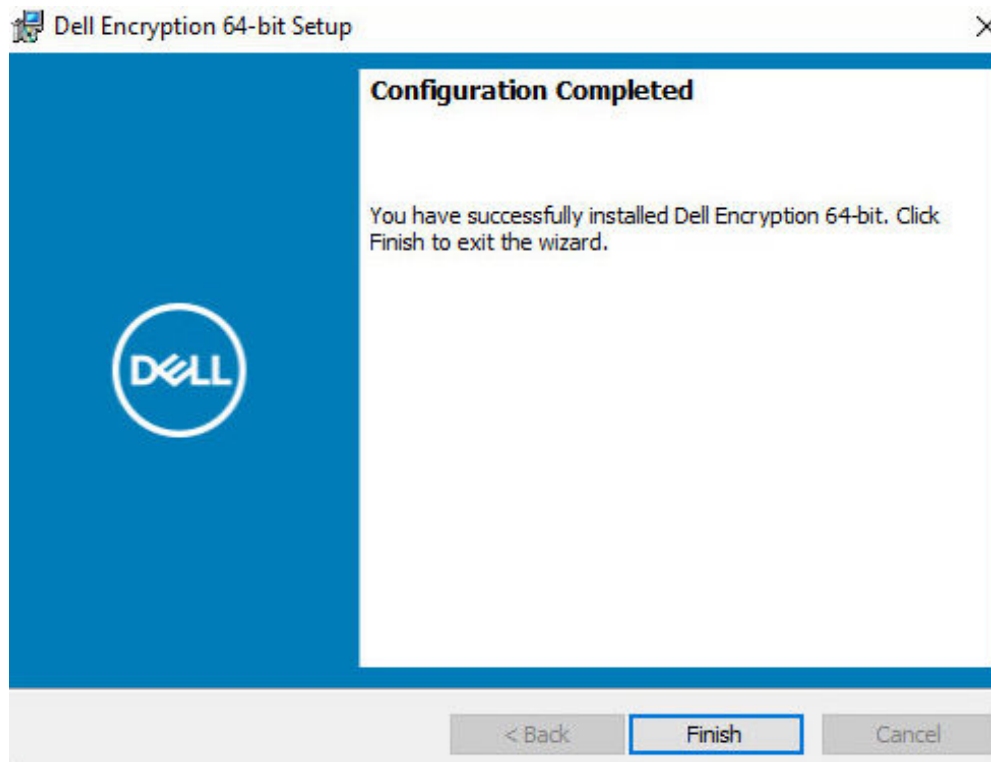 Dell Encryption 64-bit Setup
Configuration Completed
You have successfully installed Dell Encryption 64-bit. Click
Finish to exit the wizard.
DELL
< Back
Finish
Cancel